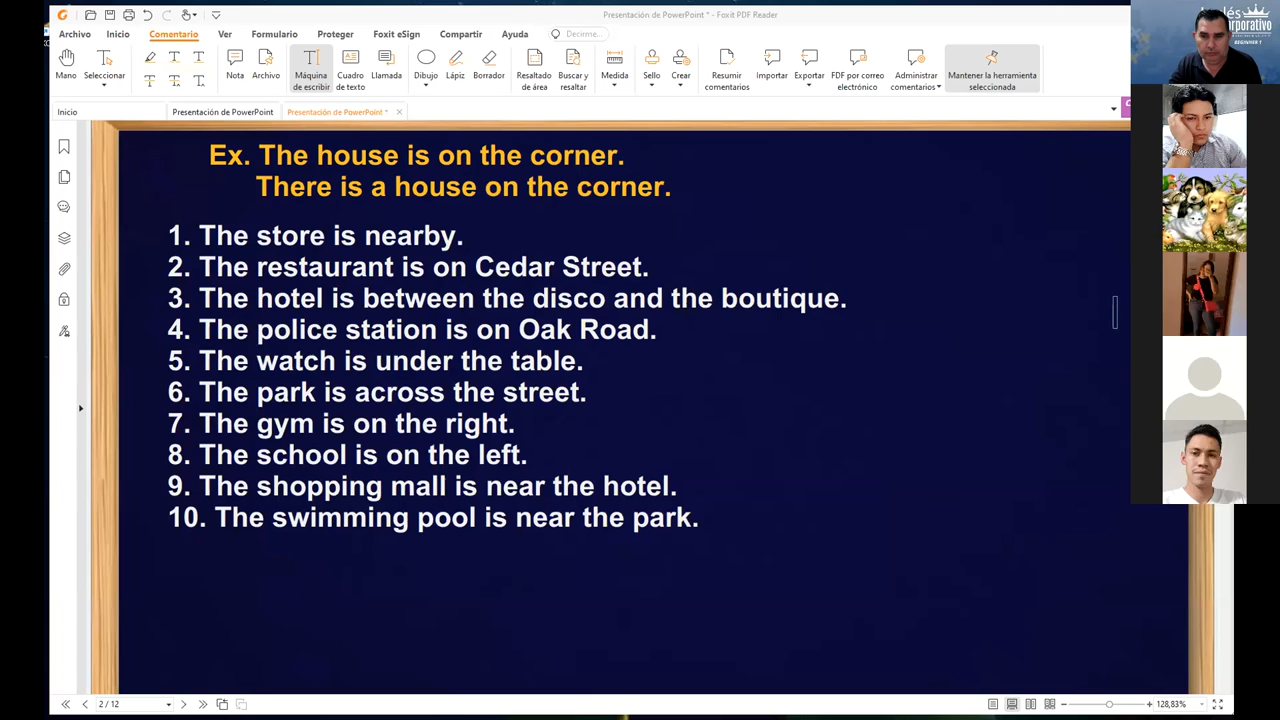 Presentación de PowerPoint * - Foxit PDF Reader
Archivo Inicio Comentario Ver Formulario Proteger Foxit eSign Compartir Ayuda Decirme...
Mano Seleccionar Nota Archivo Máquina de escribir Cuadro de texto Llamada Dibujo Lápiz Borrador Resaltado de área Buscar y resaltar Medida Sello Crear Resumir comentarios Importar Exportar PDF por correo electrónico Administrar comentarios Mantener la herramienta seleccionada
Inicio Presentación de PowerPoint Presentación de PowerPoint *
Ex. The house is on the corner.
There is a house on the corner.
1. The store is nearby.
2. The restaurant is on Cedar Street.
3. The hotel is between the disco and the boutique.
4. The police station is on Oak Road.
5. The watch is under the table.
6. The park is across the street.
7. The gym is on the right.
8. The school is on the left.
9. The shopping mall is near the hotel.
10. The swimming pool is near the park.
2 / 12
128,83%
BEGINNER 1